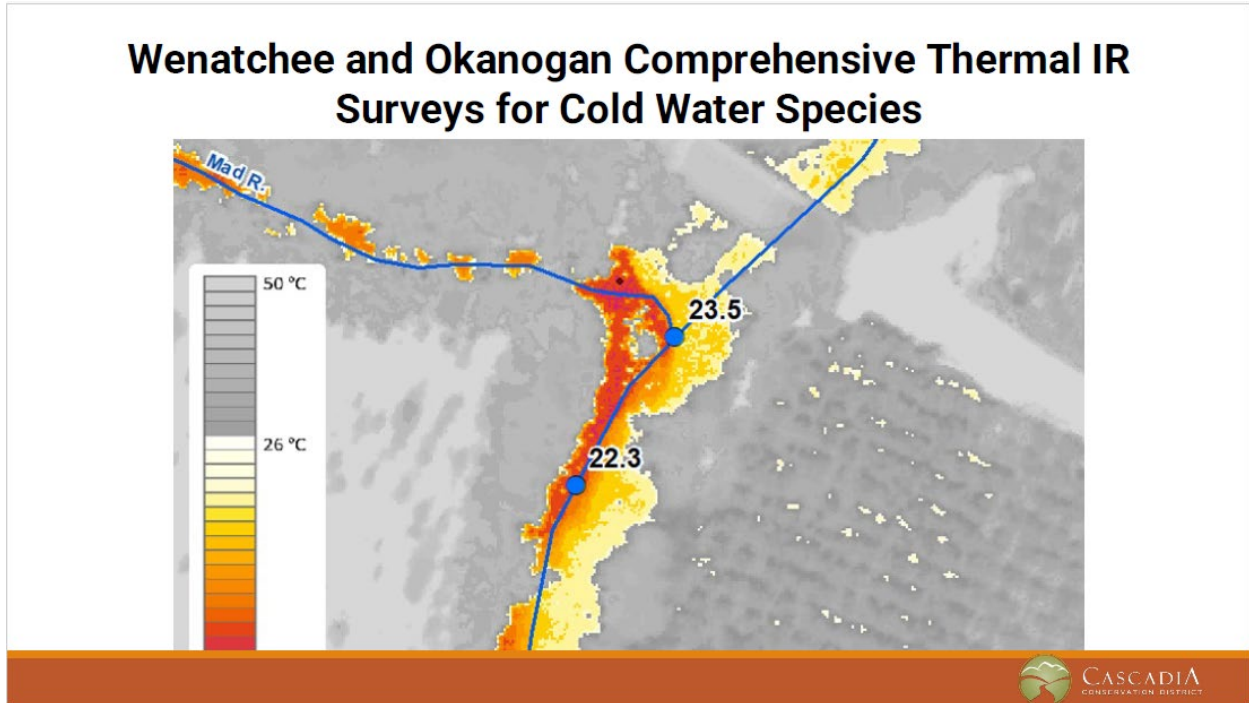 Wenatchee and Okanogan Comprehensive Thermal IR
Surveys for Cold Water Species
Mad R.
50 °C
23.5
26 °C
22.3
CASCADIA
CONSERVATION DISTRICT